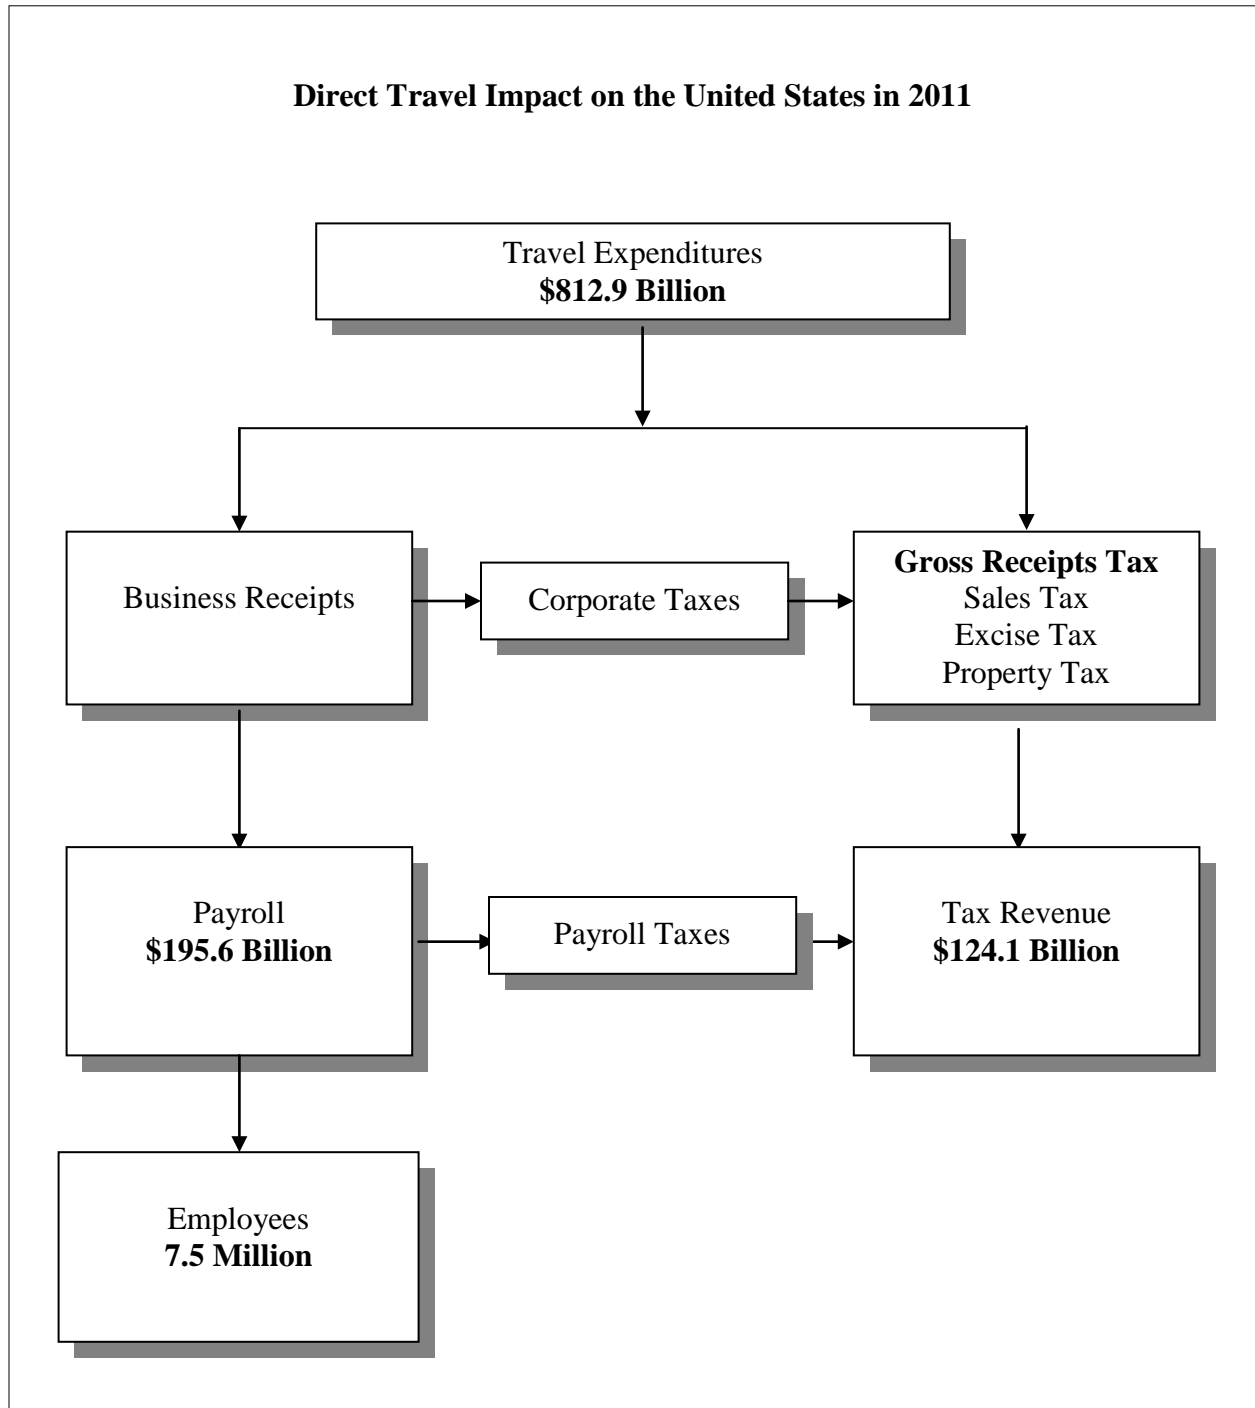 Direct Travel Impact on the United States in 2011
Travel Expenditures
$812.9 Billion
Business Receipts
Corporate Taxes
Gross Receipts Tax
Sales Tax
Excise Tax
Property Tax
Payroll
$195.6 Billion
Payroll Taxes
Tax Revenue
$124.1 Billion
Employees
7.5 Million